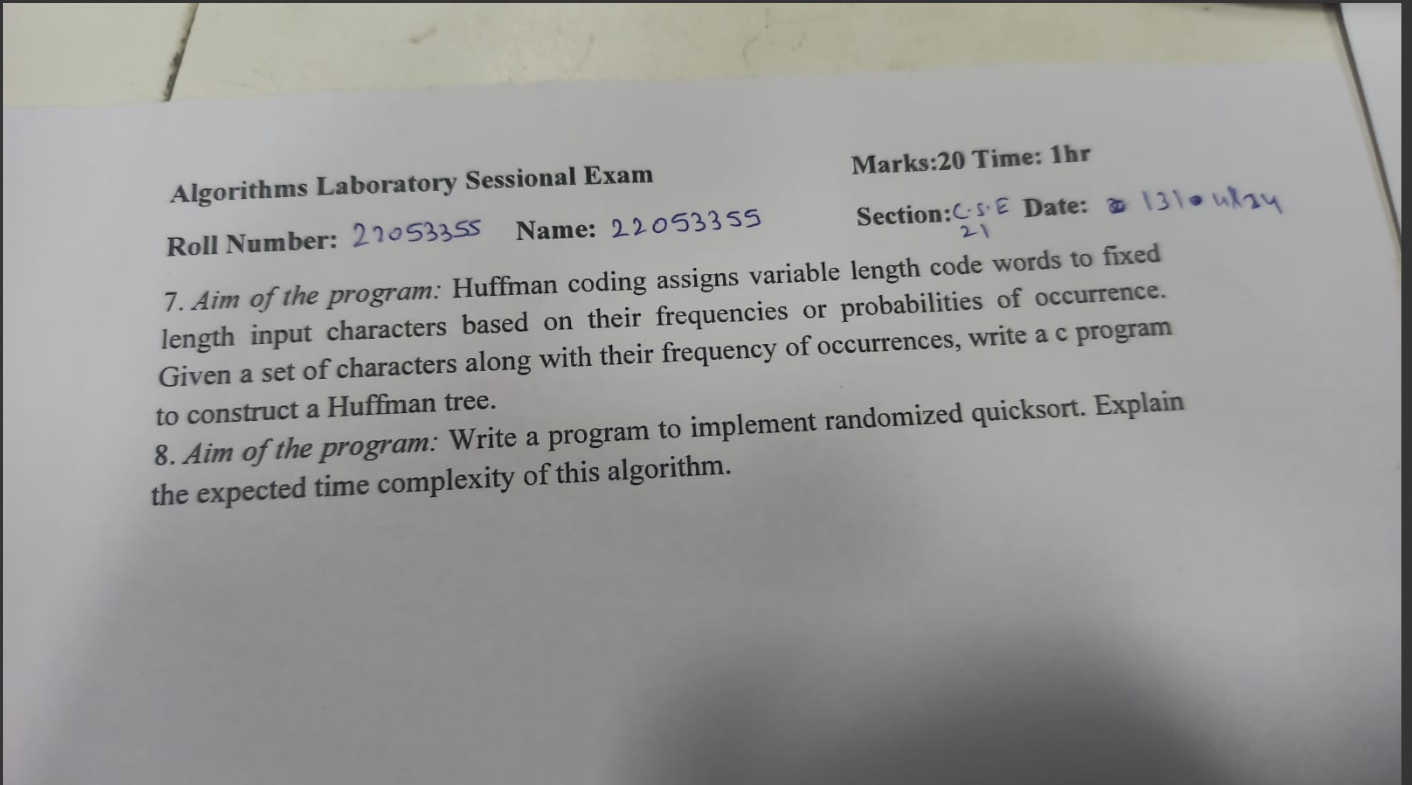 Algorithms Laboratory Sessional Exam Marks:20 Time: 1hr
Roll Number: 22053355 Name: 22053355 Section: C.S.E 21 Date:
7. Aim of the program: Huffman coding assigns variable length code words to fixed
length input characters based on their frequencies or probabilities of occurrence.
Given a set of characters along with their frequency of occurrences, write a c program
to construct a Huffman tree.
8. Aim of the program: Write a program to implement randomized quicksort. Explain
the expected time complexity of this algorithm.